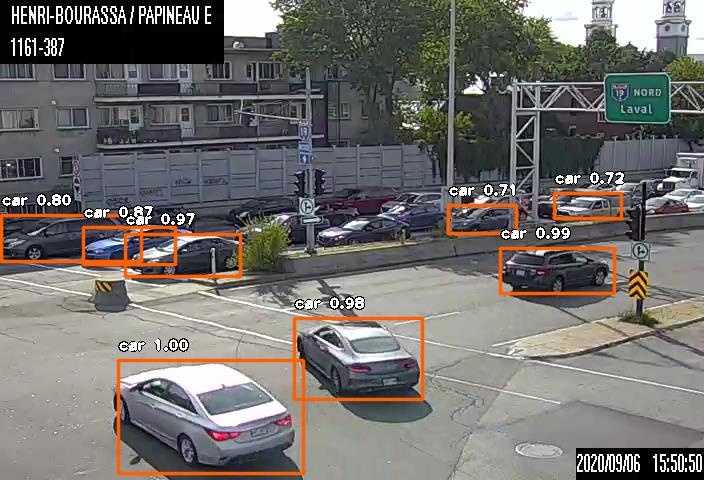 HENRI-BOURASSA / PAPINEAU E
1161-387
19 NORD
Laval
car 0.80
car 0.87
car 0.97
car 0.71
car 0.72
car 0.99
car 0.98
car 1.00
2020/09/06 15:50:50